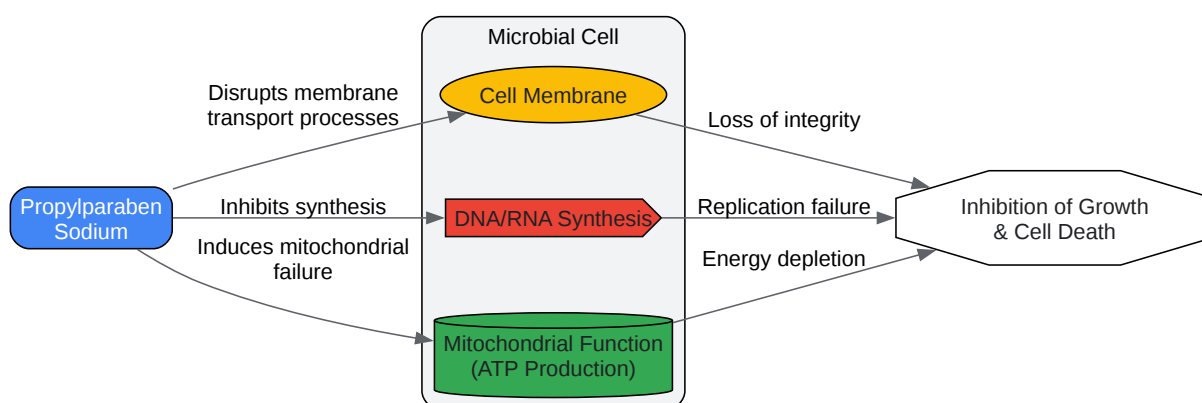 Microbial Cell
Disrupts membrane
transport processes
Cell Membrane
Loss of integrity
Propylparaben
Sodium
Inhibits synthesis
DNA/RNA Synthesis
Replication failure
Inhibition of Growth
& Cell Death
Induces mitochondrial
failure
Energy depletion
Mitochondrial Function
(ATP Production)